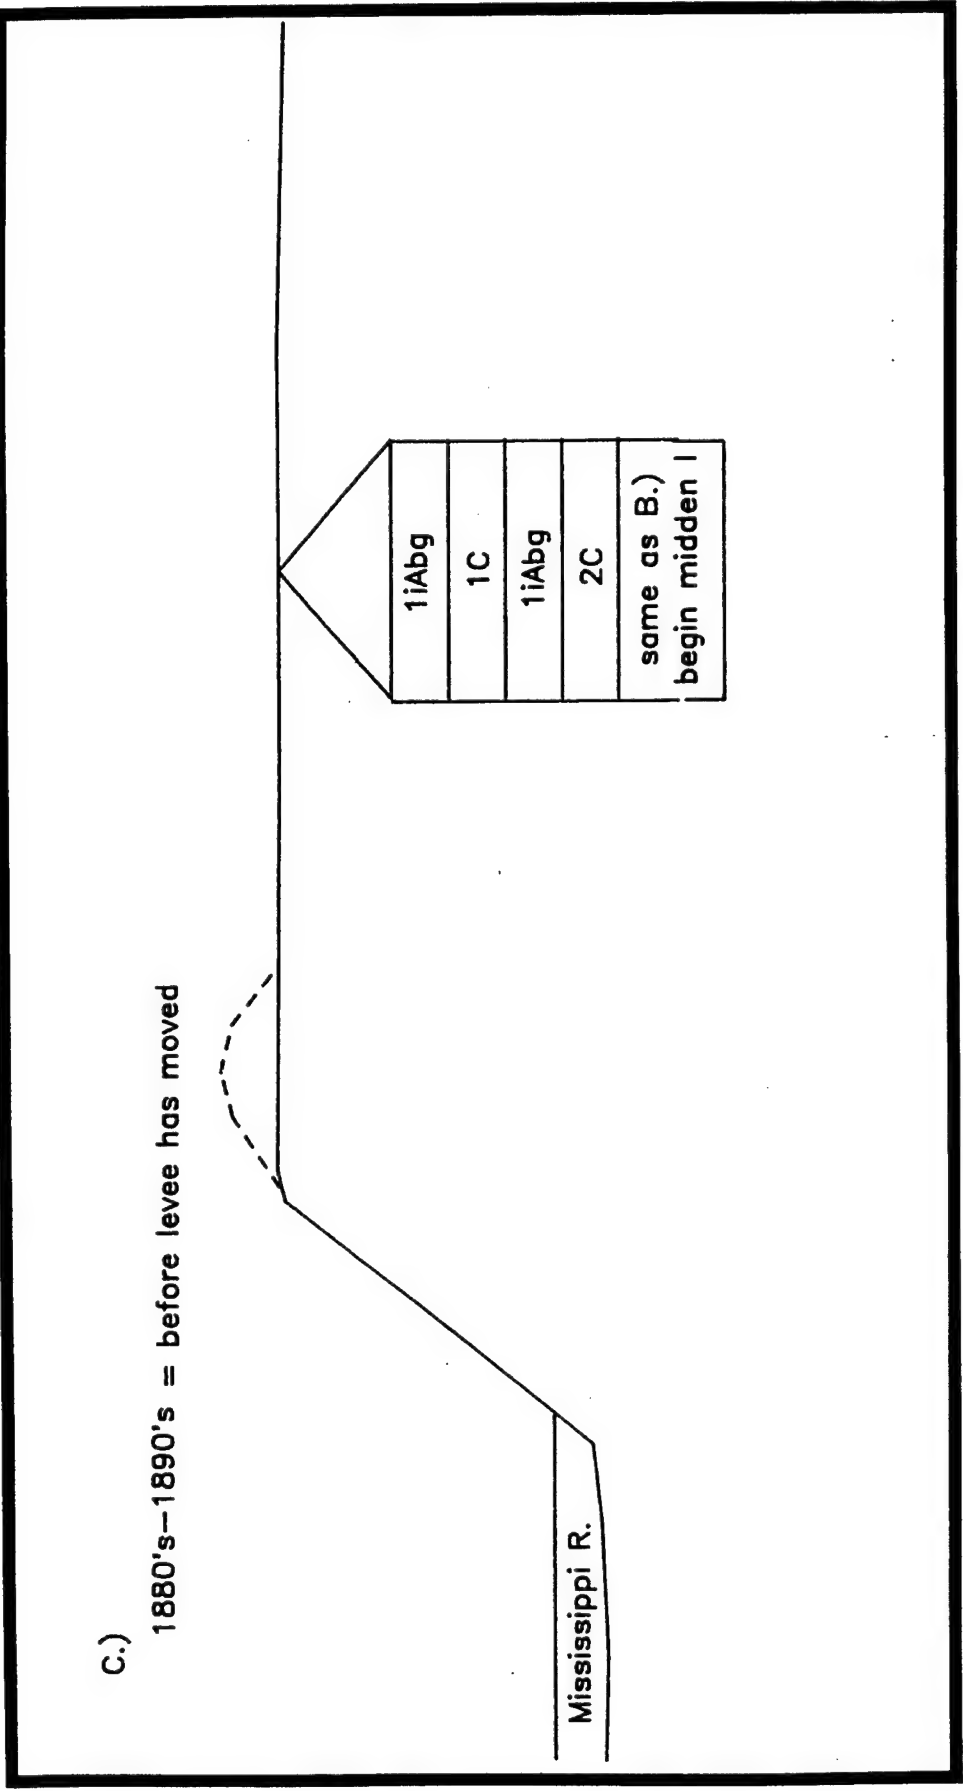 C.)
1880's-1890's = before levee has moved
1iAbg
1C
1iAbg
2C
same as B.)
begin midden I
Mississippi R.